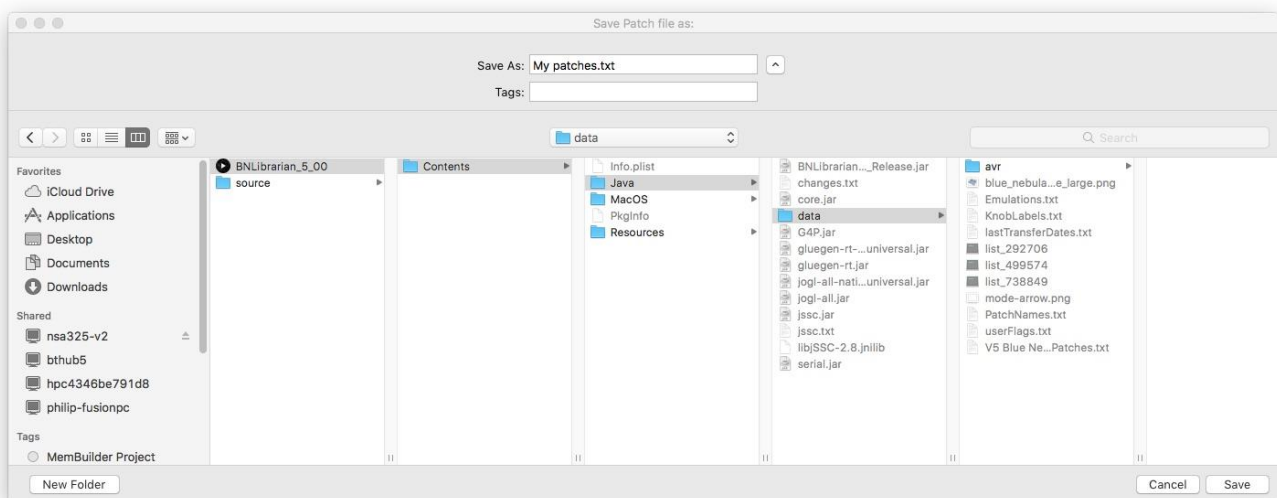 Save Patch file as:
Save As: My patches.txt
Tags:
data
Search
Favorites
iCloud Drive
Applications
Desktop
Documents
Downloads
Shared
nsa325-v2
bthub5
hpc4346be791d8
philip-fusionpc
Tags
MemBuilder Project
BNLibrarian_5_00
source
Contents
Info.plist
Java
MacOS
PkgInfo
Resources
BNLibrarian..._Release.jar
changes.txt
core.jar
data
G4P.jar
gluegen-rt-...universal.jar
gluegen-rt.jar
jogl-all-nati...universal.jar
jogl-all.jar
jssc.jar
jssc.txt
libjSSC-2.8.jnilib
serial.jar
avr
blue_nebula...e_large.png
Emulations.txt
KnobLabels.txt
lastTransferDates.txt
list_292706
list_499574
list_738849
mode-arrow.png
PatchNames.txt
userFlags.txt
V5 Blue Ne...Patches.txt
New Folder
Cancel
Save